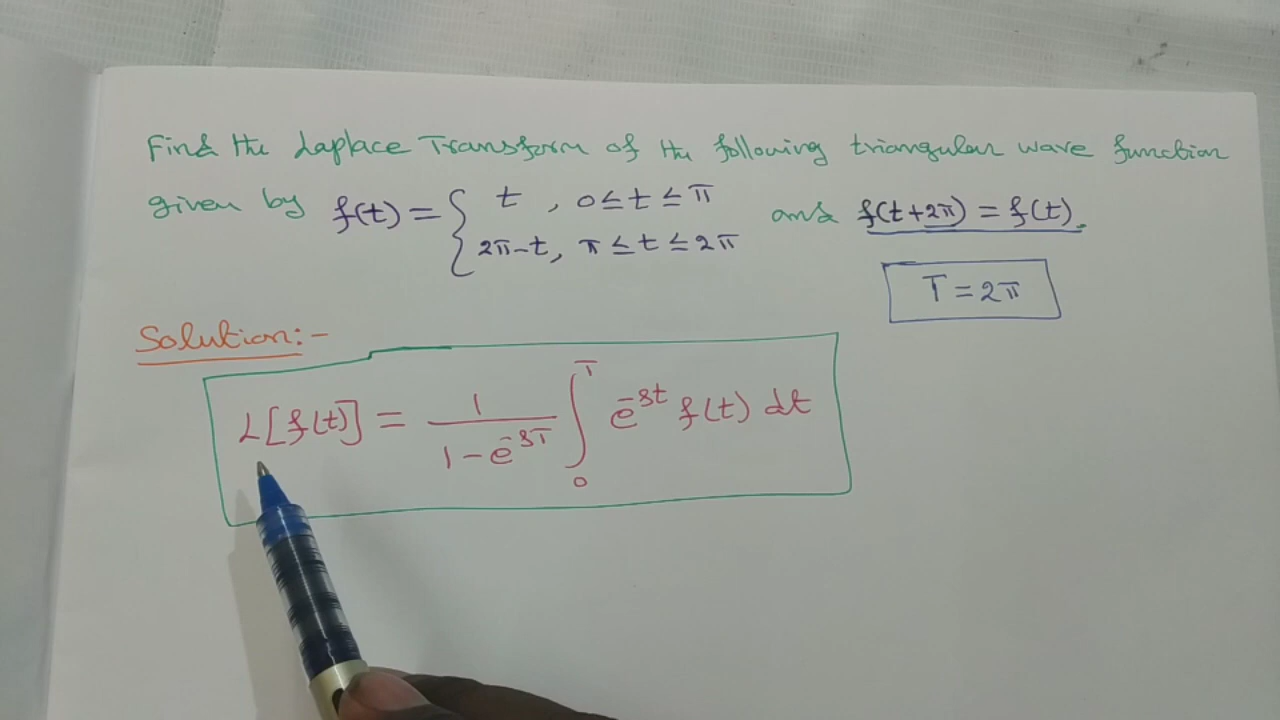 Find the Laplace Transform of the following triangular wave function
given by f(t) = { t , 0 ≤ t ≤ π
2π-t, π ≤ t ≤ 2π
and f(t+2π) = f(t).
T = 2π
Solution:-
L[f(t)] = 1/(1-e^{-sT}) ∫_0^T e^{-st} f(t) dt